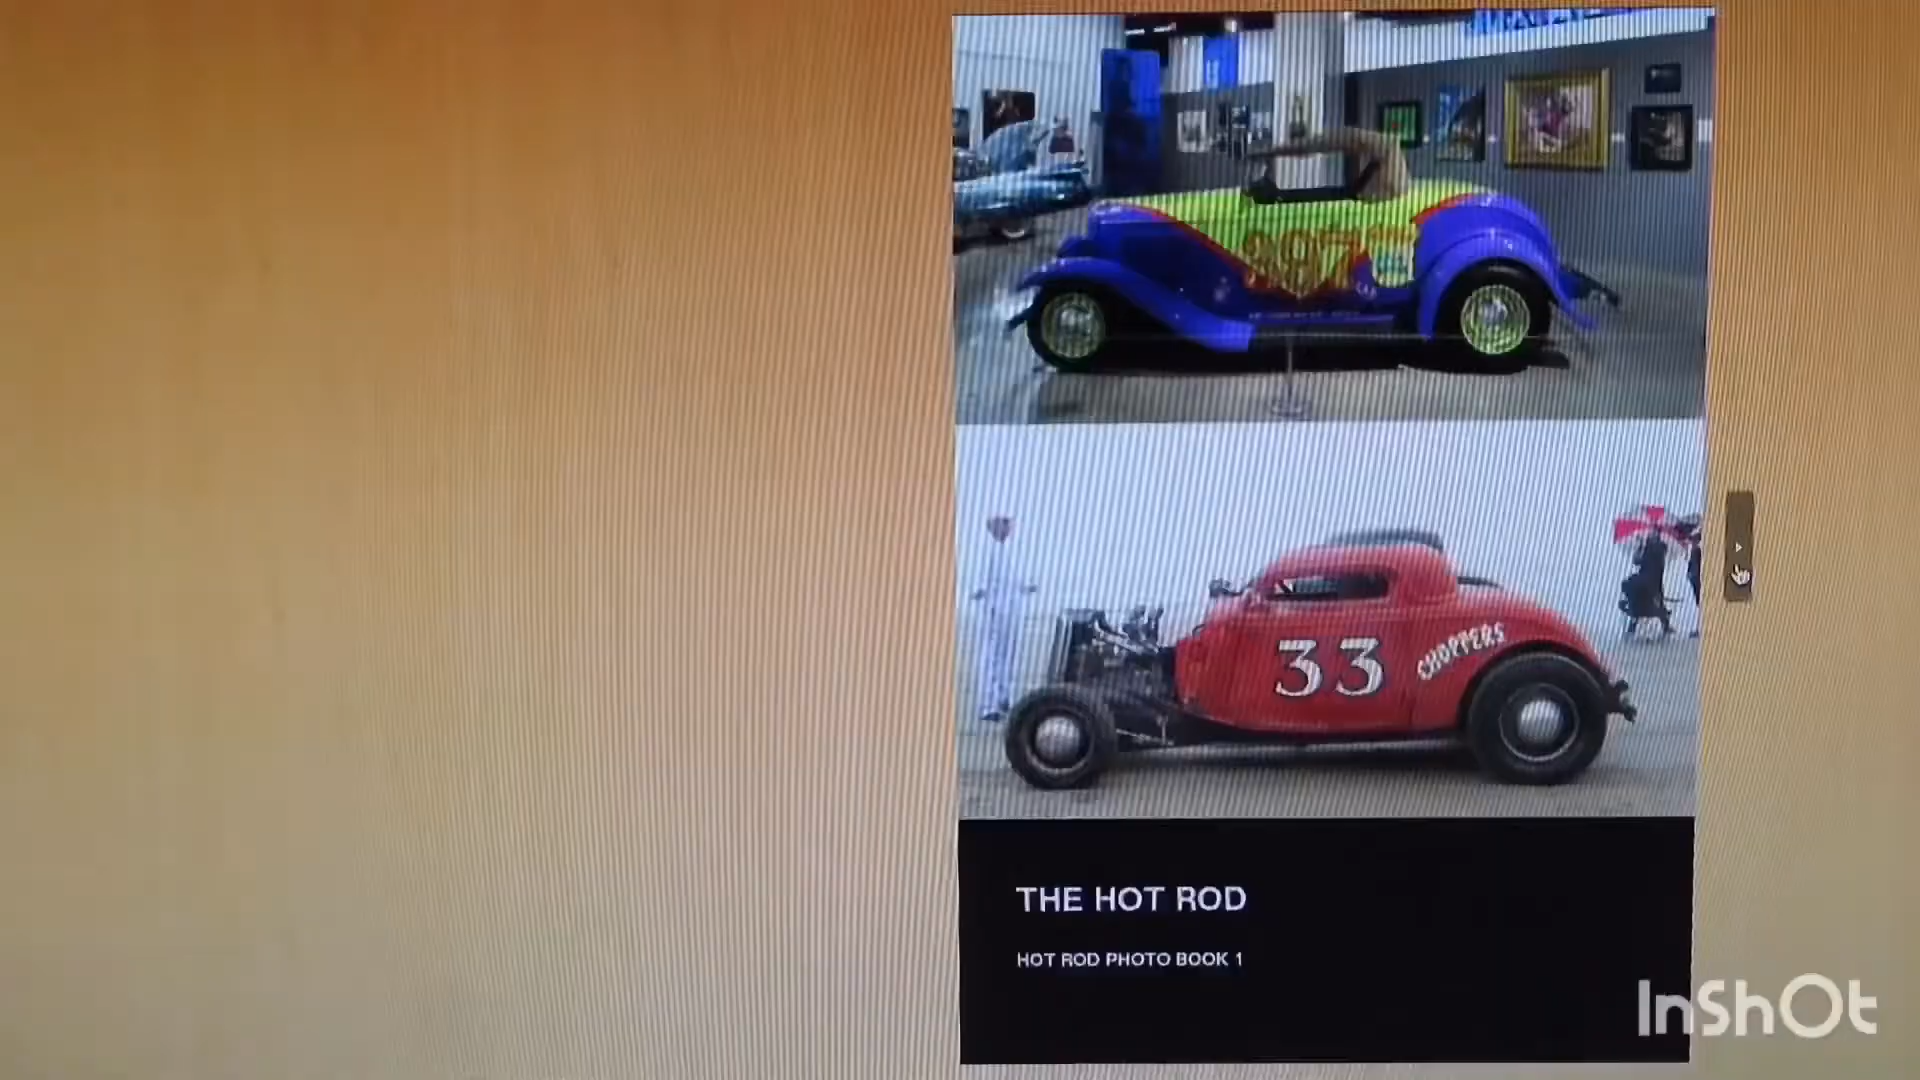 33
CHOPPERS
THE HOT ROD
HOT ROD PHOTO BOOK 1
InShOt